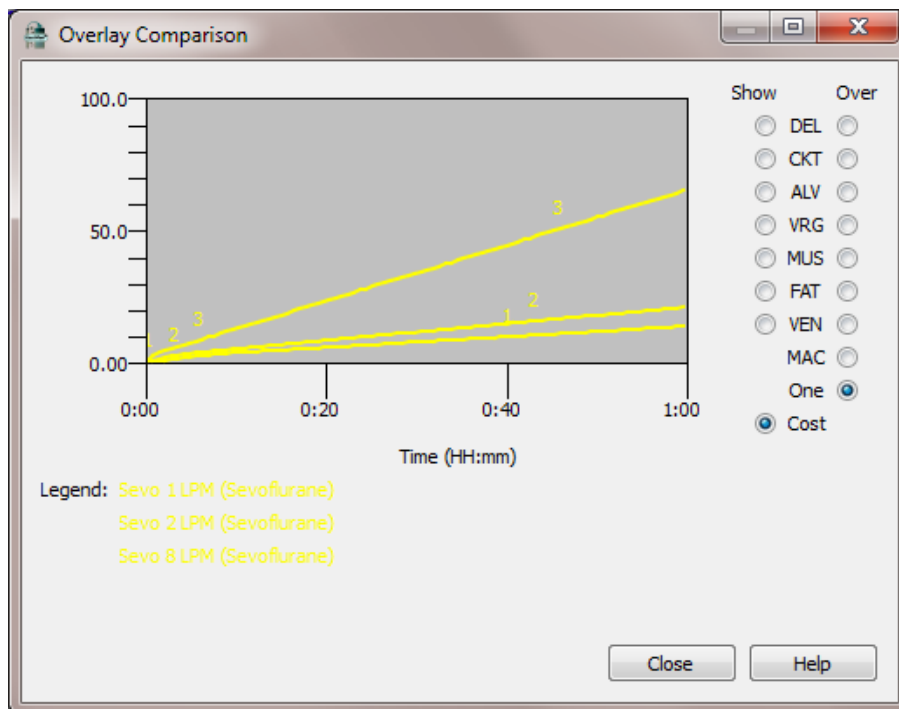 Overlay Comparison
Show Over
100.0
50.0
0.00
1 2 3
1 2 3
0:00 0:20 0:40 1:00
Time (HH:mm)
DEL
CKT
ALV
VRG
MUS
FAT
VEN
MAC
One
Cost
Legend: Sevo 1 LPM (Sevoflurane)
Sevo 2 LPM (Sevoflurane)
Sevo 8 LPM (Sevoflurane)
Close Help